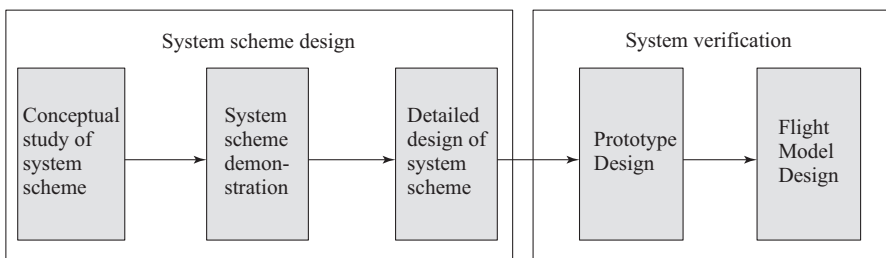 System scheme design
System verification
Conceptual
study of
system
scheme
System
scheme
demon-
stration
Detailed
design of
system
scheme
Prototype
Design
Flight
Model
Design